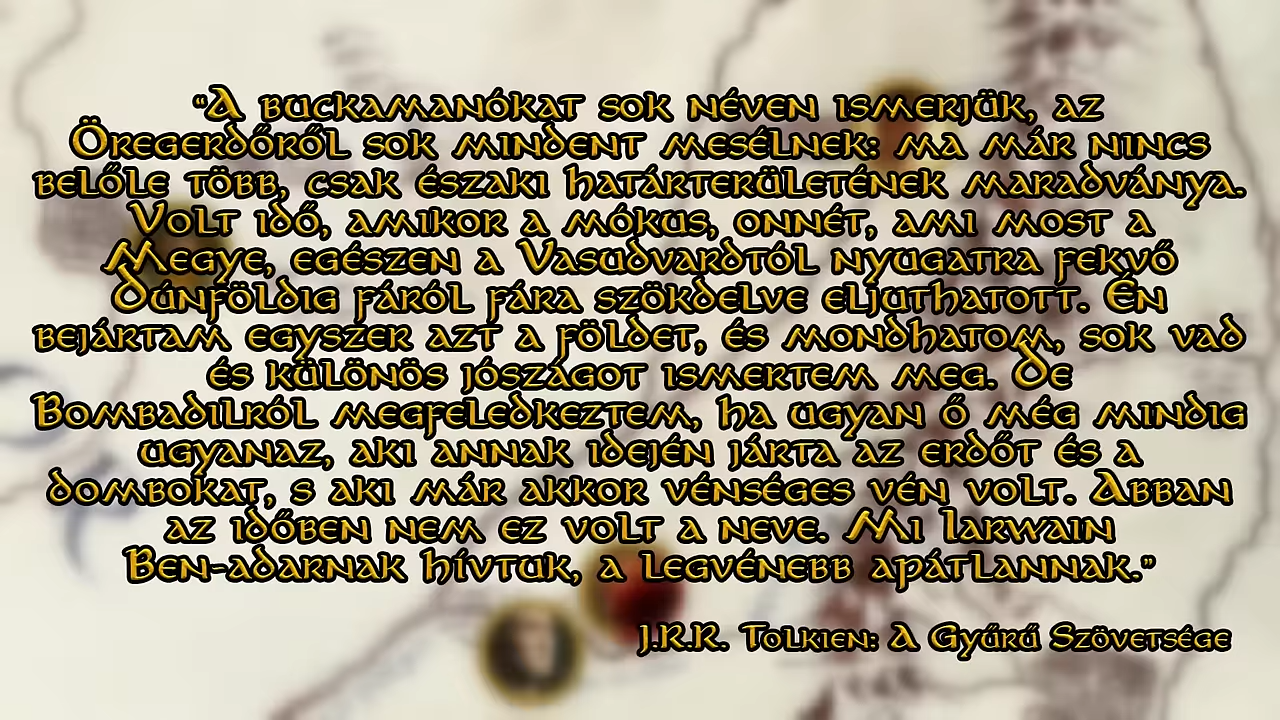 “A buckamanókat sok néven ismerjük, az
Öregerdőről sok mindent mesélnek: ma már nincs
belőle több, csak északi határterületének maradványa.
Volt idő, amikor a mókus, onnét, ami most a
Megye, egészen a Vasudvardtól nyugatra fekvő
Dúnföldig fáról fára szökdelve eljuthatott. Én
bejártam egyszer azt a földet, és mondhatom, sok vad
és különös jószágot ismertem meg. De
Bombadilról megfeledkeztem, ha ugyan ő még mindig
ugyanaz, aki annak idején járta az erdőt és a
dombokat, s aki már akkor vénséges vén volt. Abban
az időben nem ez volt a neve. Mi Iarwain
Ben-adarnak hívtuk, a legvénebb apátlannak.”
J.R.R. Tolkien: A Gyűrű Szövetsége